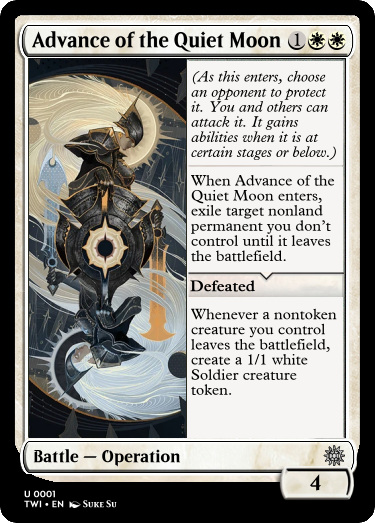 Advance of the Quiet Moon 1
(As this enters, choose
an opponent to protect
it. You and others can
attack it. It gains
abilities when it is at
certain stages or below.)
When Advance of the
Quiet Moon enters,
exile target nonland
permanent you don't
control until it leaves
the battlefield.
Defeated
Whenever a nontoken
creature you control
leaves the battlefield,
create a 1/1 white
Soldier creature
token.
Battle — Operation
4
U 0001
TWI • EN Suke Su